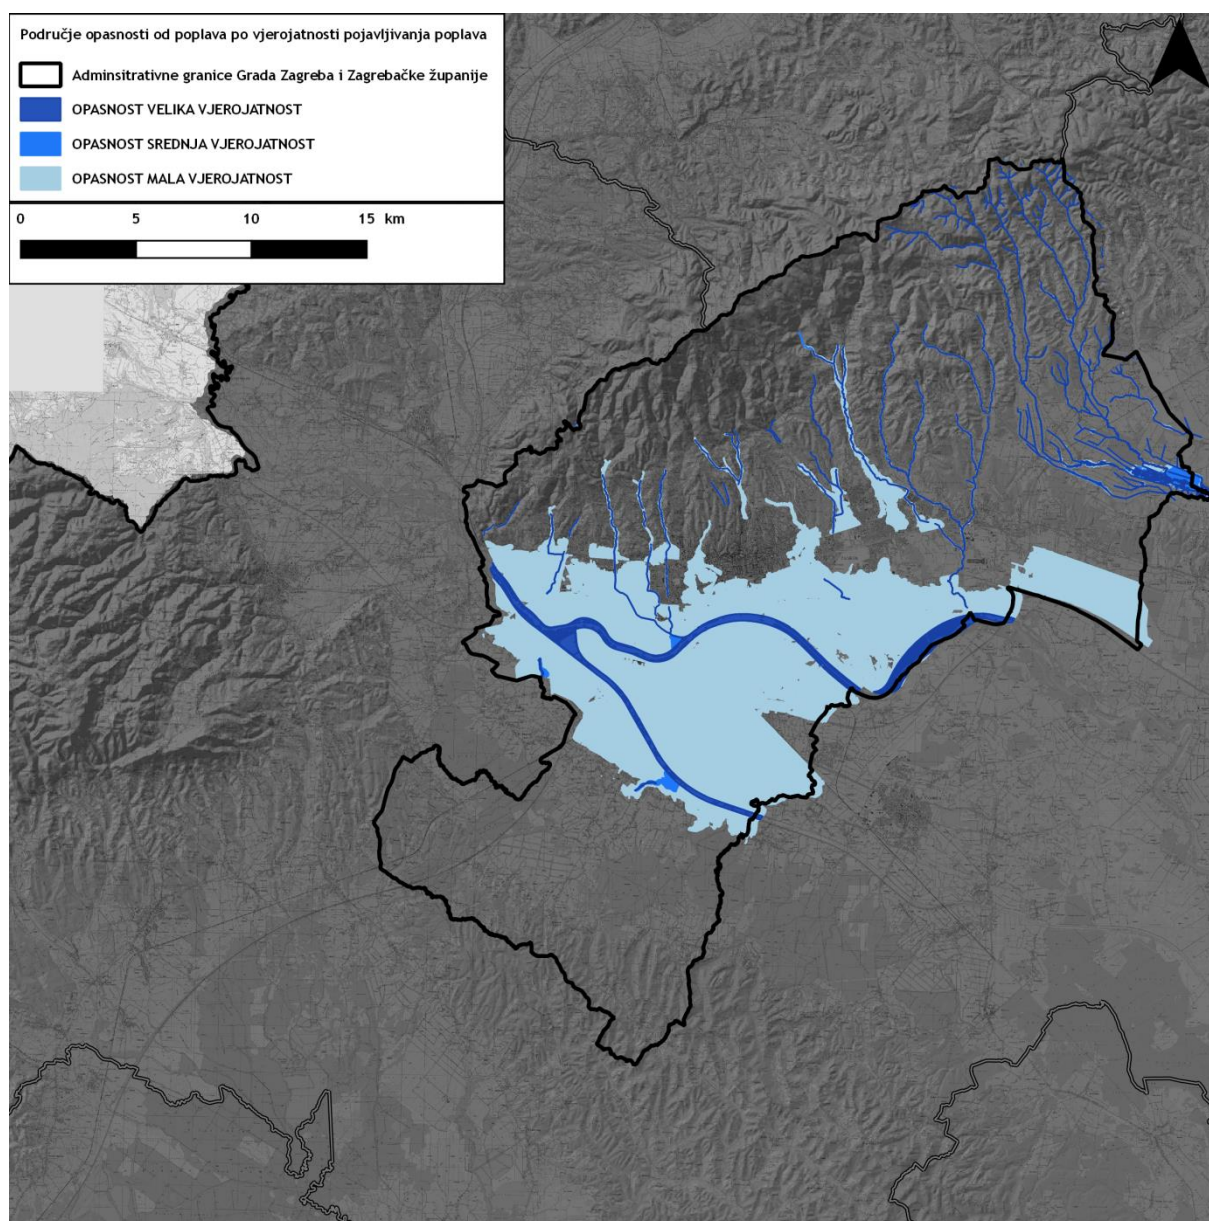 Područje opasnosti od poplava po vjerojatnosti pojavljivanja poplava
Adminsitrativne granice Grada Zagreba i Zagrebačke županije
OPASNOST VELIKA VJEROJATNOST
OPASNOST SREDNJA VJEROJATNOST
OPASNOST MALA VJEROJATNOST
0 5 10 15 km